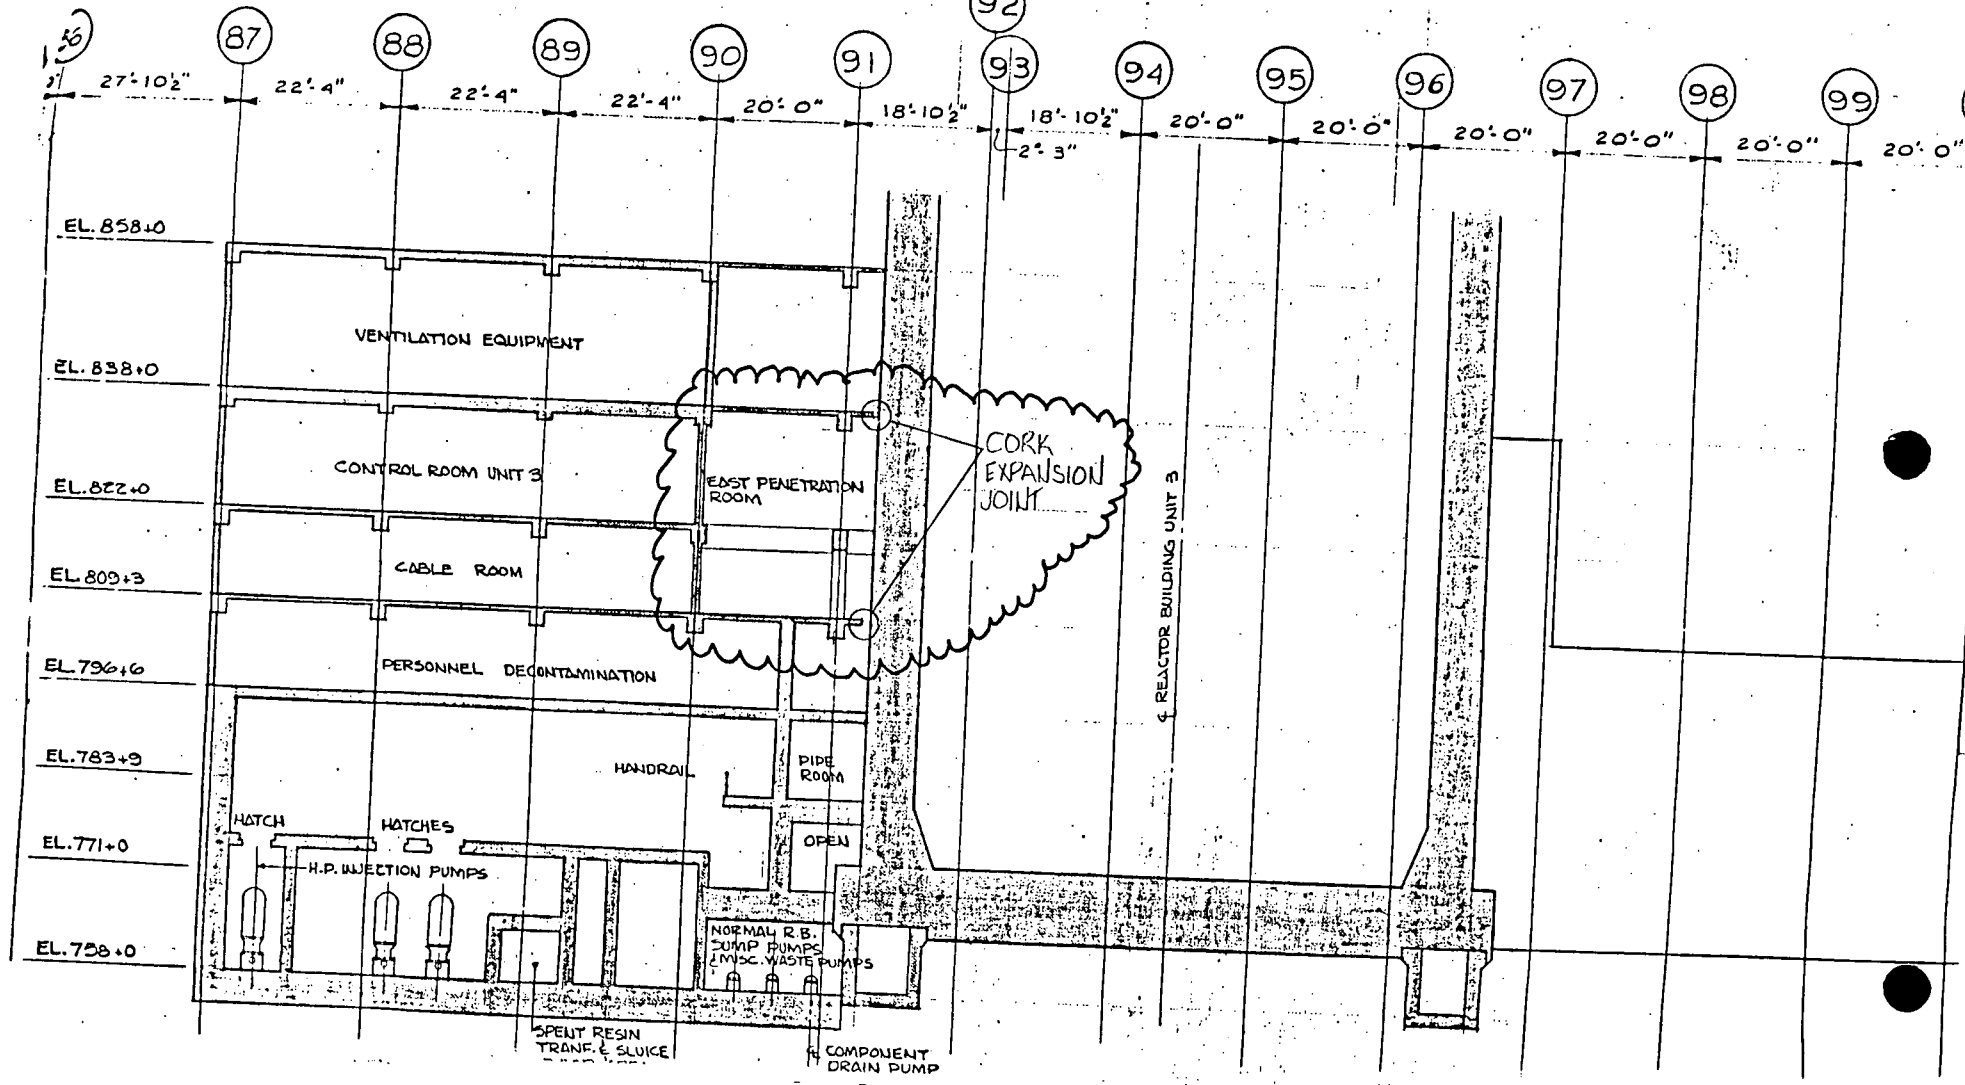 92
87
88
89
90
91
93
94
95
96
97
98
99
27'-10½"
22'-4"
22'-4"
22'-4"
20'-0"
18'-10½"
2'-3"
18'-10½"
20'-0"
20'-0"
20'-0"
20'-0"
20'-0"
20'-0"
EL.858+0
VENTILATION EQUIPMENT
EL.838+0
CONTROL ROOM UNIT 3
EAST PENETRATION
ROOM
CORK
EXPANSION
JOINT
EL.822+0
CABLE ROOM
EL.809+3
PERSONNEL DECONTAMINATION
EL.796+6
℄ REACTOR BUILDING UNIT 3
EL.783+9
HANDRAIL
PIPE
ROOM
HATCH
HATCHES
OPEN
EL.771+0
H.P. INJECTION PUMPS
NORMAL R.B.
SUMP PUMPS
& MISC. WASTE PUMPS
EL.758+0
SPENT RESIN
TRANF. & SLUICE
℄ COMPONENT
DRAIN PUMP